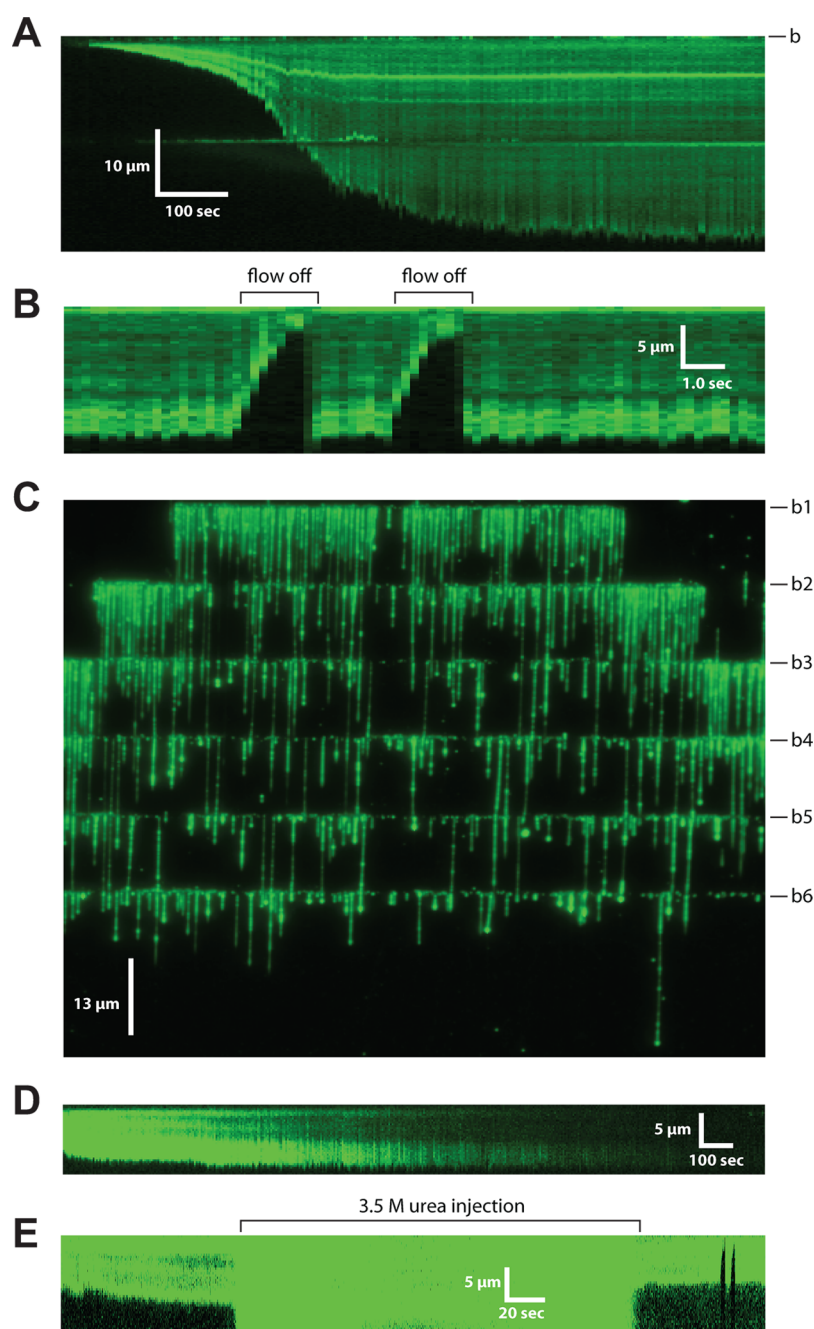 A
b
10 µm
100 sec
flow off flow off
B
5 µm
1.0 sec
C
b1
b2
b3
b4
b5
b6
13 µm
D
5 µm
100 sec
3.5 M urea injection
E
5 µm
20 sec